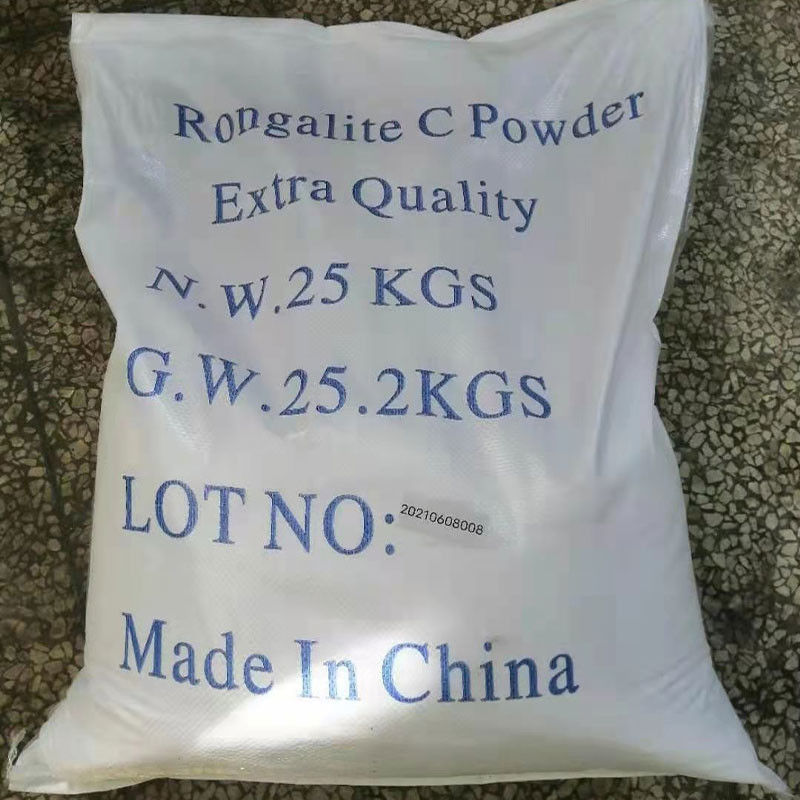 Rongalite C Powder
Extra Quality
N.W.25 KGS
G.W.25.2KGS
LOT NO: 20210608008
Made In China